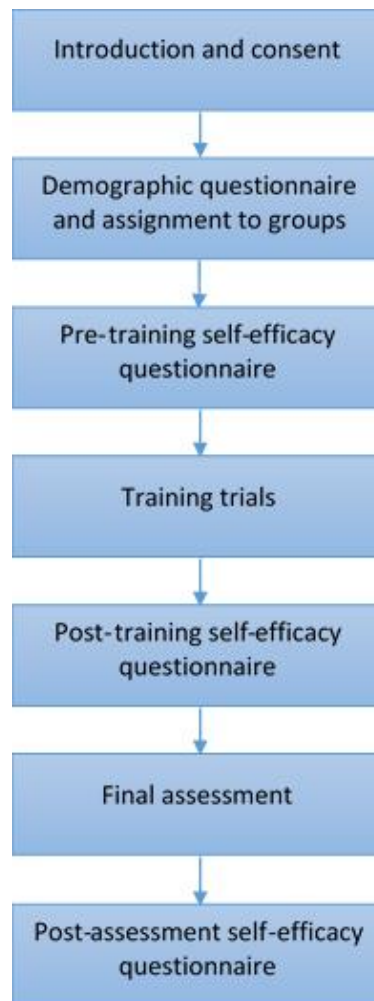 Introduction and consent
Demographic questionnaire
and assignment to groups
Pre-training self-efficacy
questionnaire
Training trials
Post-training self-efficacy
questionnaire
Final assessment
Post-assessment self-efficacy
questionnaire